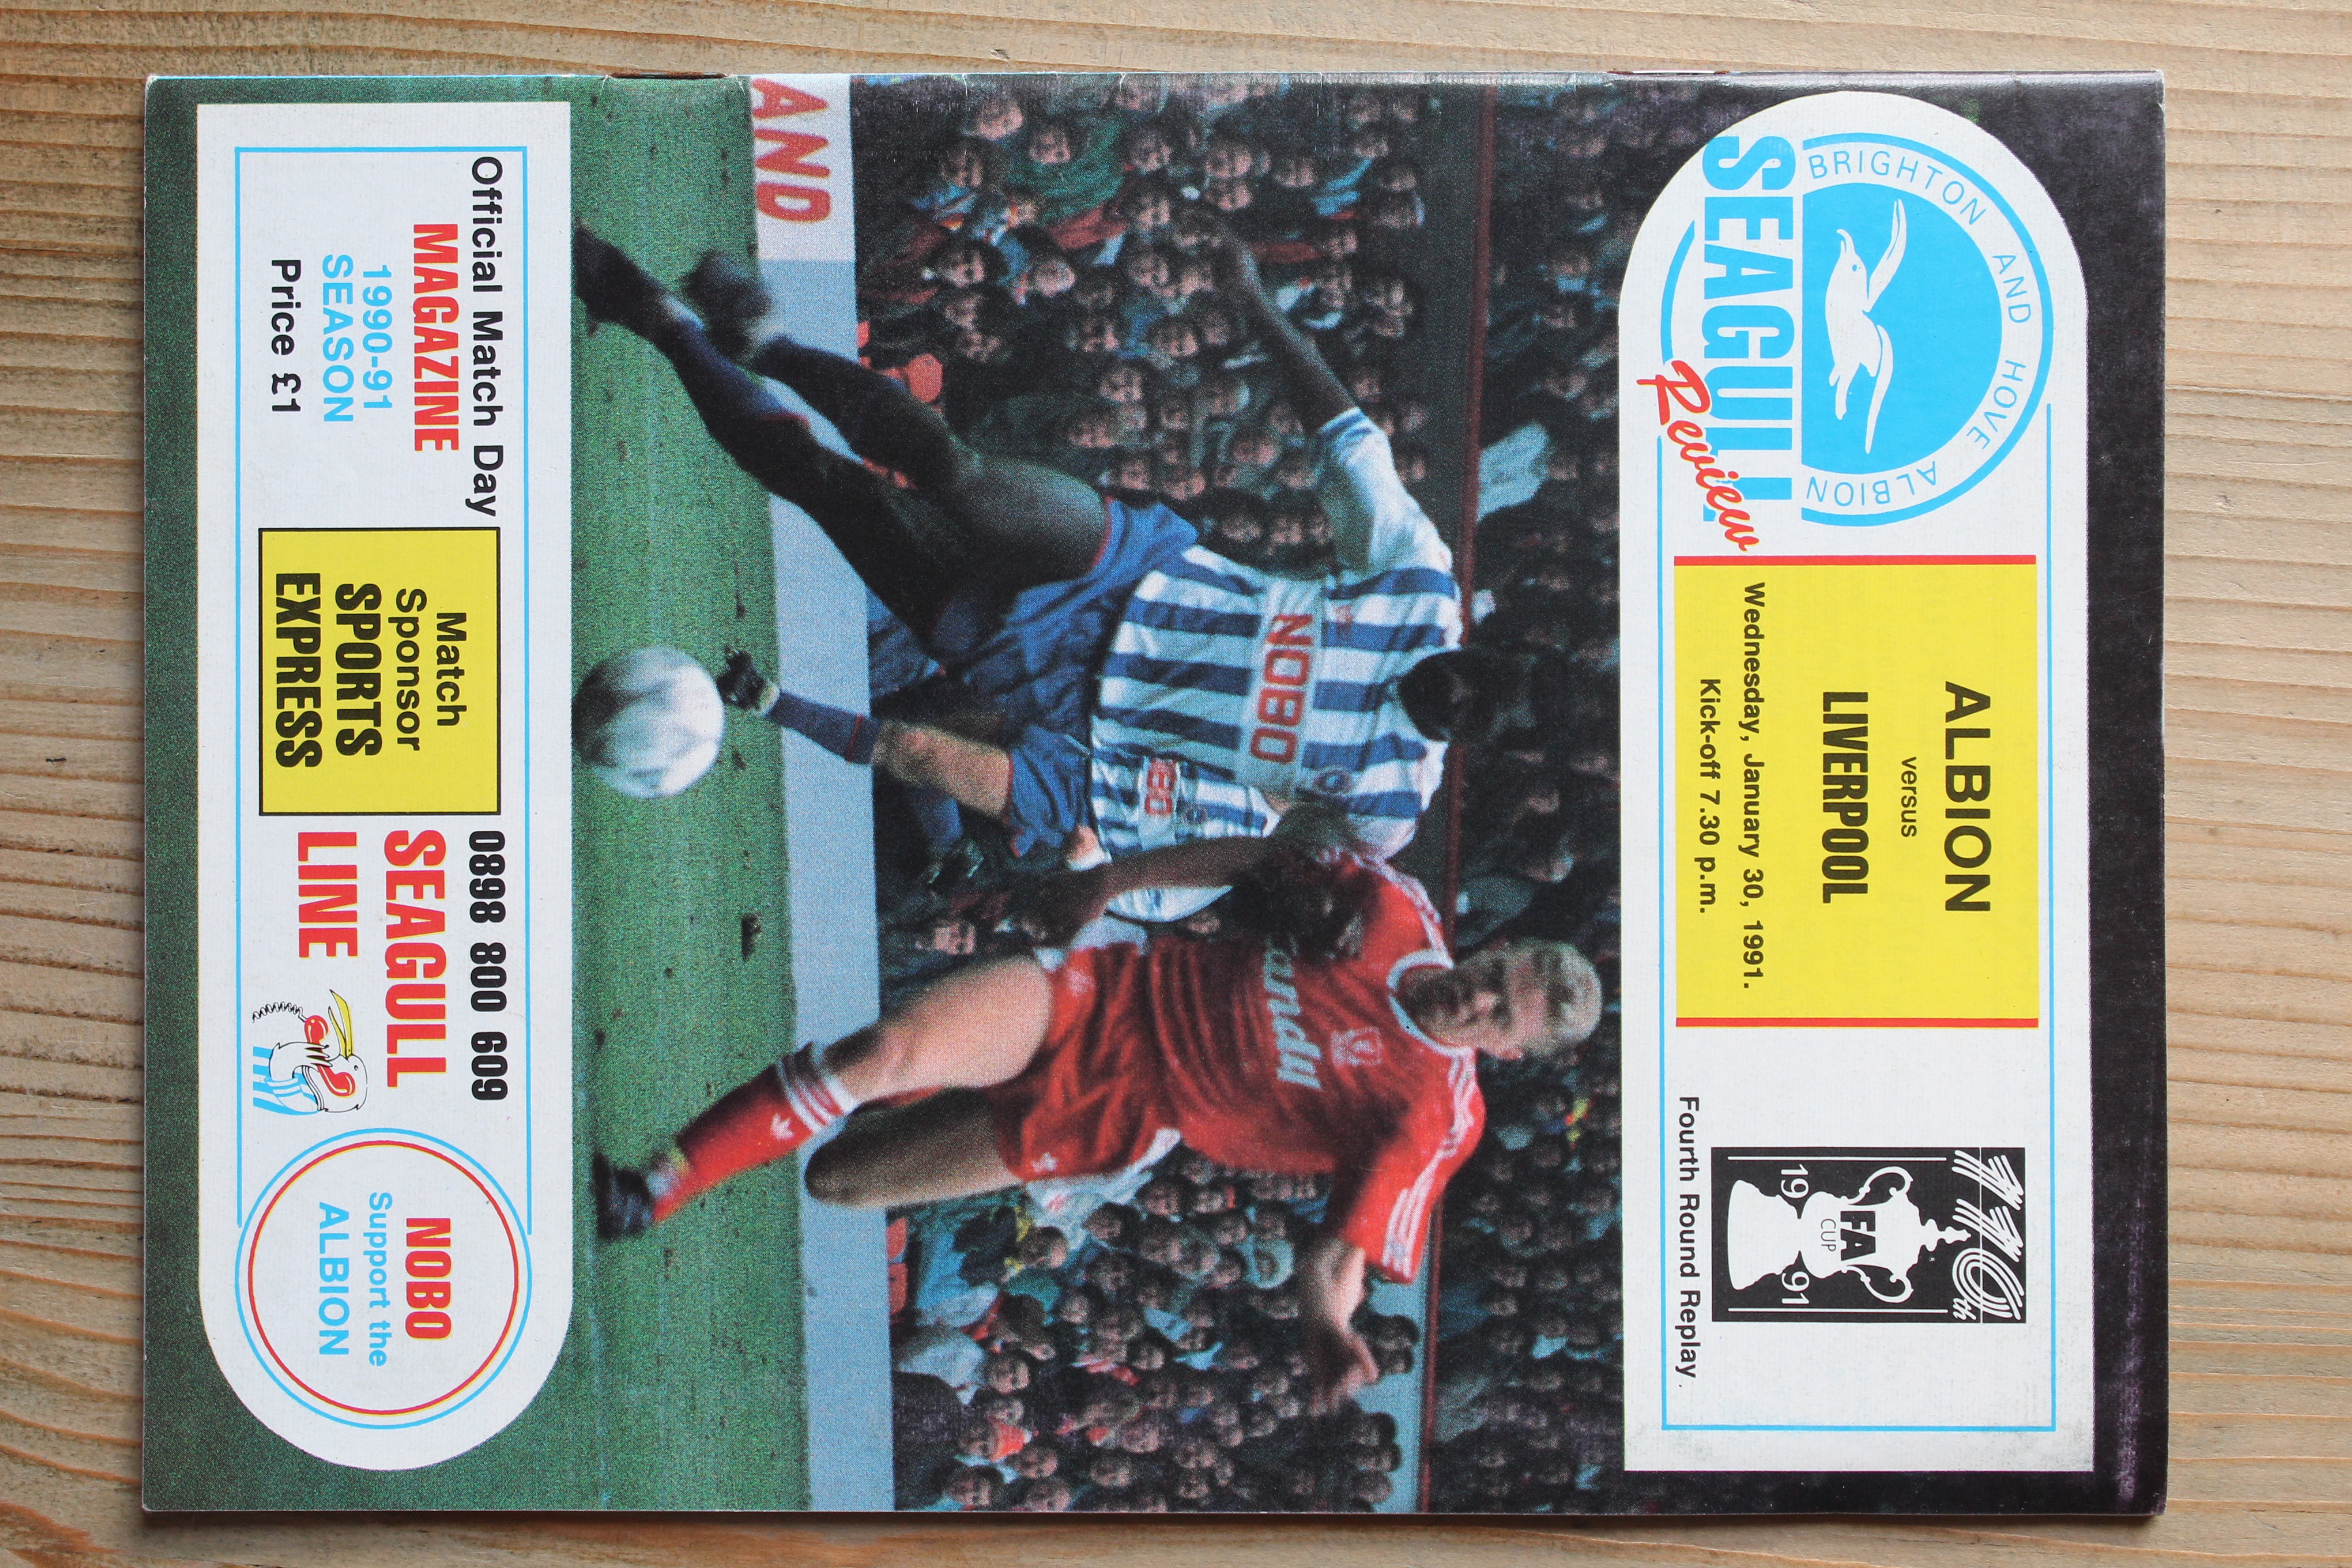 BRIGHTON AND HOVE ALBION
SEAGULL
Review
ALBION
versus
LIVERPOOL
Wednesday, January 30, 1991.
Kick-off 7.30 p.m.
110th
FA
CUP
19 91
Fourth Round Replay.
NOBO
andy
AND
Official Match Day
MAGAZINE
1990-91
SEASON
Price £1
Match
Sponsor
SPORTS
EXPRESS
0898 800 609
SEAGULL
LINE
NOBO
Support the
ALBION